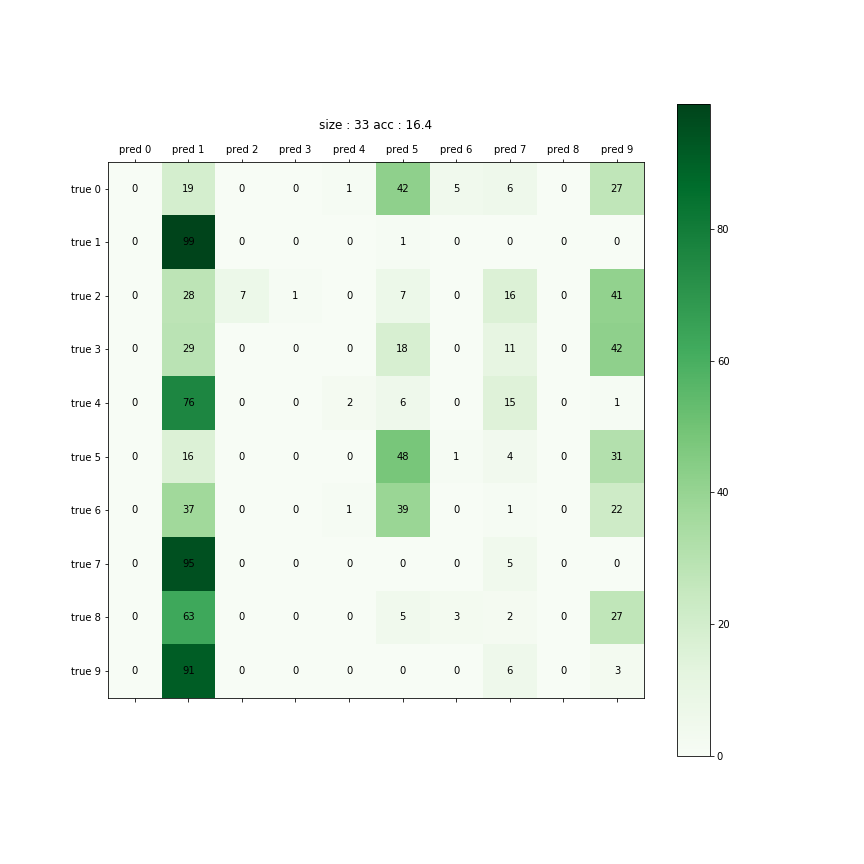 size : 33 acc : 16.4
pred 0 pred 1 pred 2 pred 3 pred 4 pred 5 pred 6 pred 7 pred 8 pred 9
true 0 0 19 0 0 1 42 5 6 0 27
true 1 0 99 0 0 0 1 0 0 0 0
true 2 0 28 7 1 0 7 0 16 0 41
true 3 0 29 0 0 0 18 0 11 0 42
true 4 0 76 0 0 2 6 0 15 0 1
true 5 0 16 0 0 0 48 1 4 0 31
true 6 0 37 0 0 1 39 0 1 0 22
true 7 0 95 0 0 0 0 0 5 0 0
true 8 0 63 0 0 0 5 3 2 0 27
true 9 0 91 0 0 0 0 0 6 0 3
80
60
40
20
0